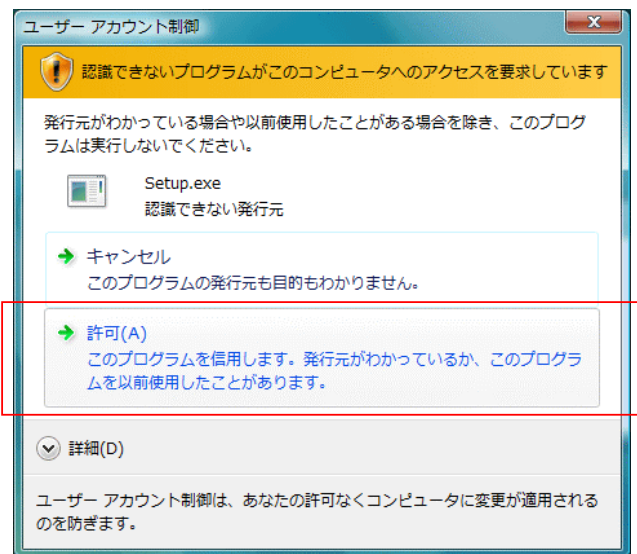 ユーザー アカウント制御
認識できないプログラムがこのコンピュータへのアクセスを要求しています
発行元がわかっている場合や以前使用したことがある場合を除き、このプログ
ラムは実行しないでください。
Setup.exe
認識できない発行元
キャンセル
このプログラムの発行元も目的もわかりません。
許可(A)
このプログラムを信用します。発行元がわかっているか、このプログラ
ムを以前使用したことがあります。
詳細(D)
ユーザー アカウント制御は、あなたの許可なくコンピュータに変更が適用される
のを防ぎます。